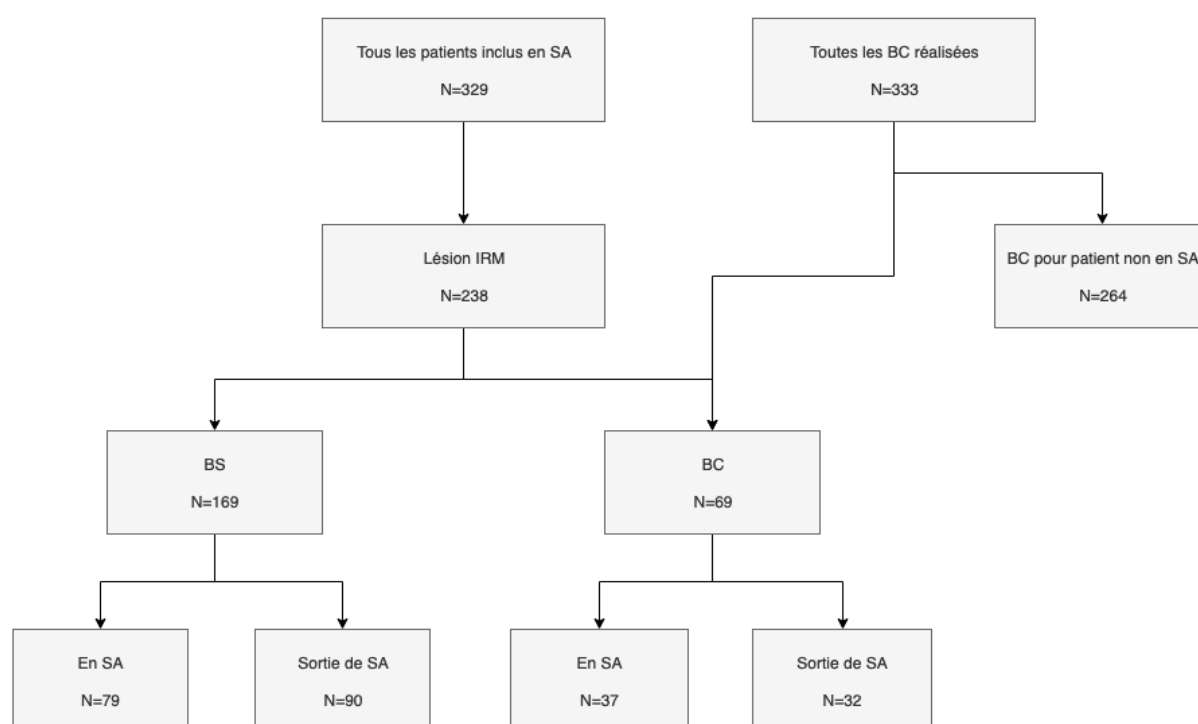 Tous les patients inclus en SA
N=329
Toutes les BC réalisées
N=333
Lésion IRM
N=238
BC pour patient non en SA
N=264
BS
N=169
BC
N=69
En SA
N=79
Sortie de SA
N=90
En SA
N=37
Sortie de SA
N=32